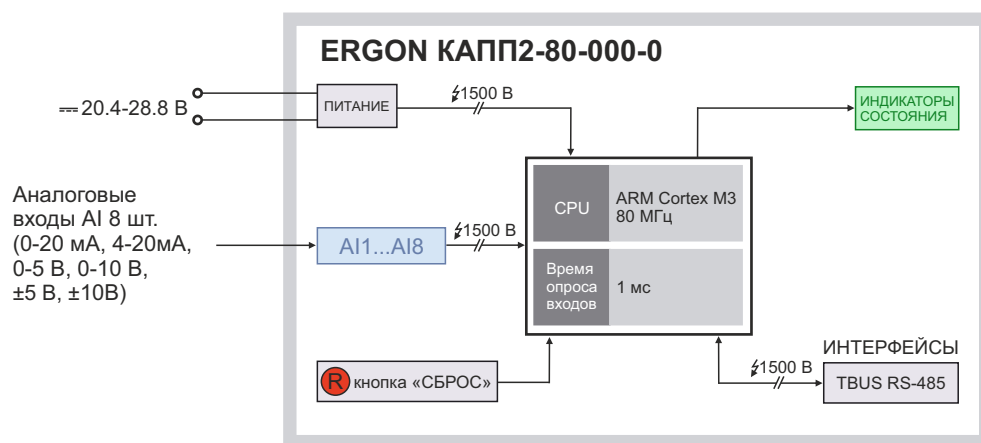 ERGON КАПП2-80-000-0
20.4-28.8 В
ПИТАНИЕ
1500 В
ИНДИКАТОРЫ
СОСТОЯНИЯ
Аналоговые
входы AI 8 шт.
(0-20 мА, 4-20мА,
0-5 В, 0-10 В,
±5 В, ±10В)
AI1...AI8
1500 В
CPU
ARM Cortex M3
80 МГц
Время
опроса
входов
1 мс
R кнопка «СБРОС»
1500 В
ИНТЕРФЕЙСЫ
TBUS RS-485